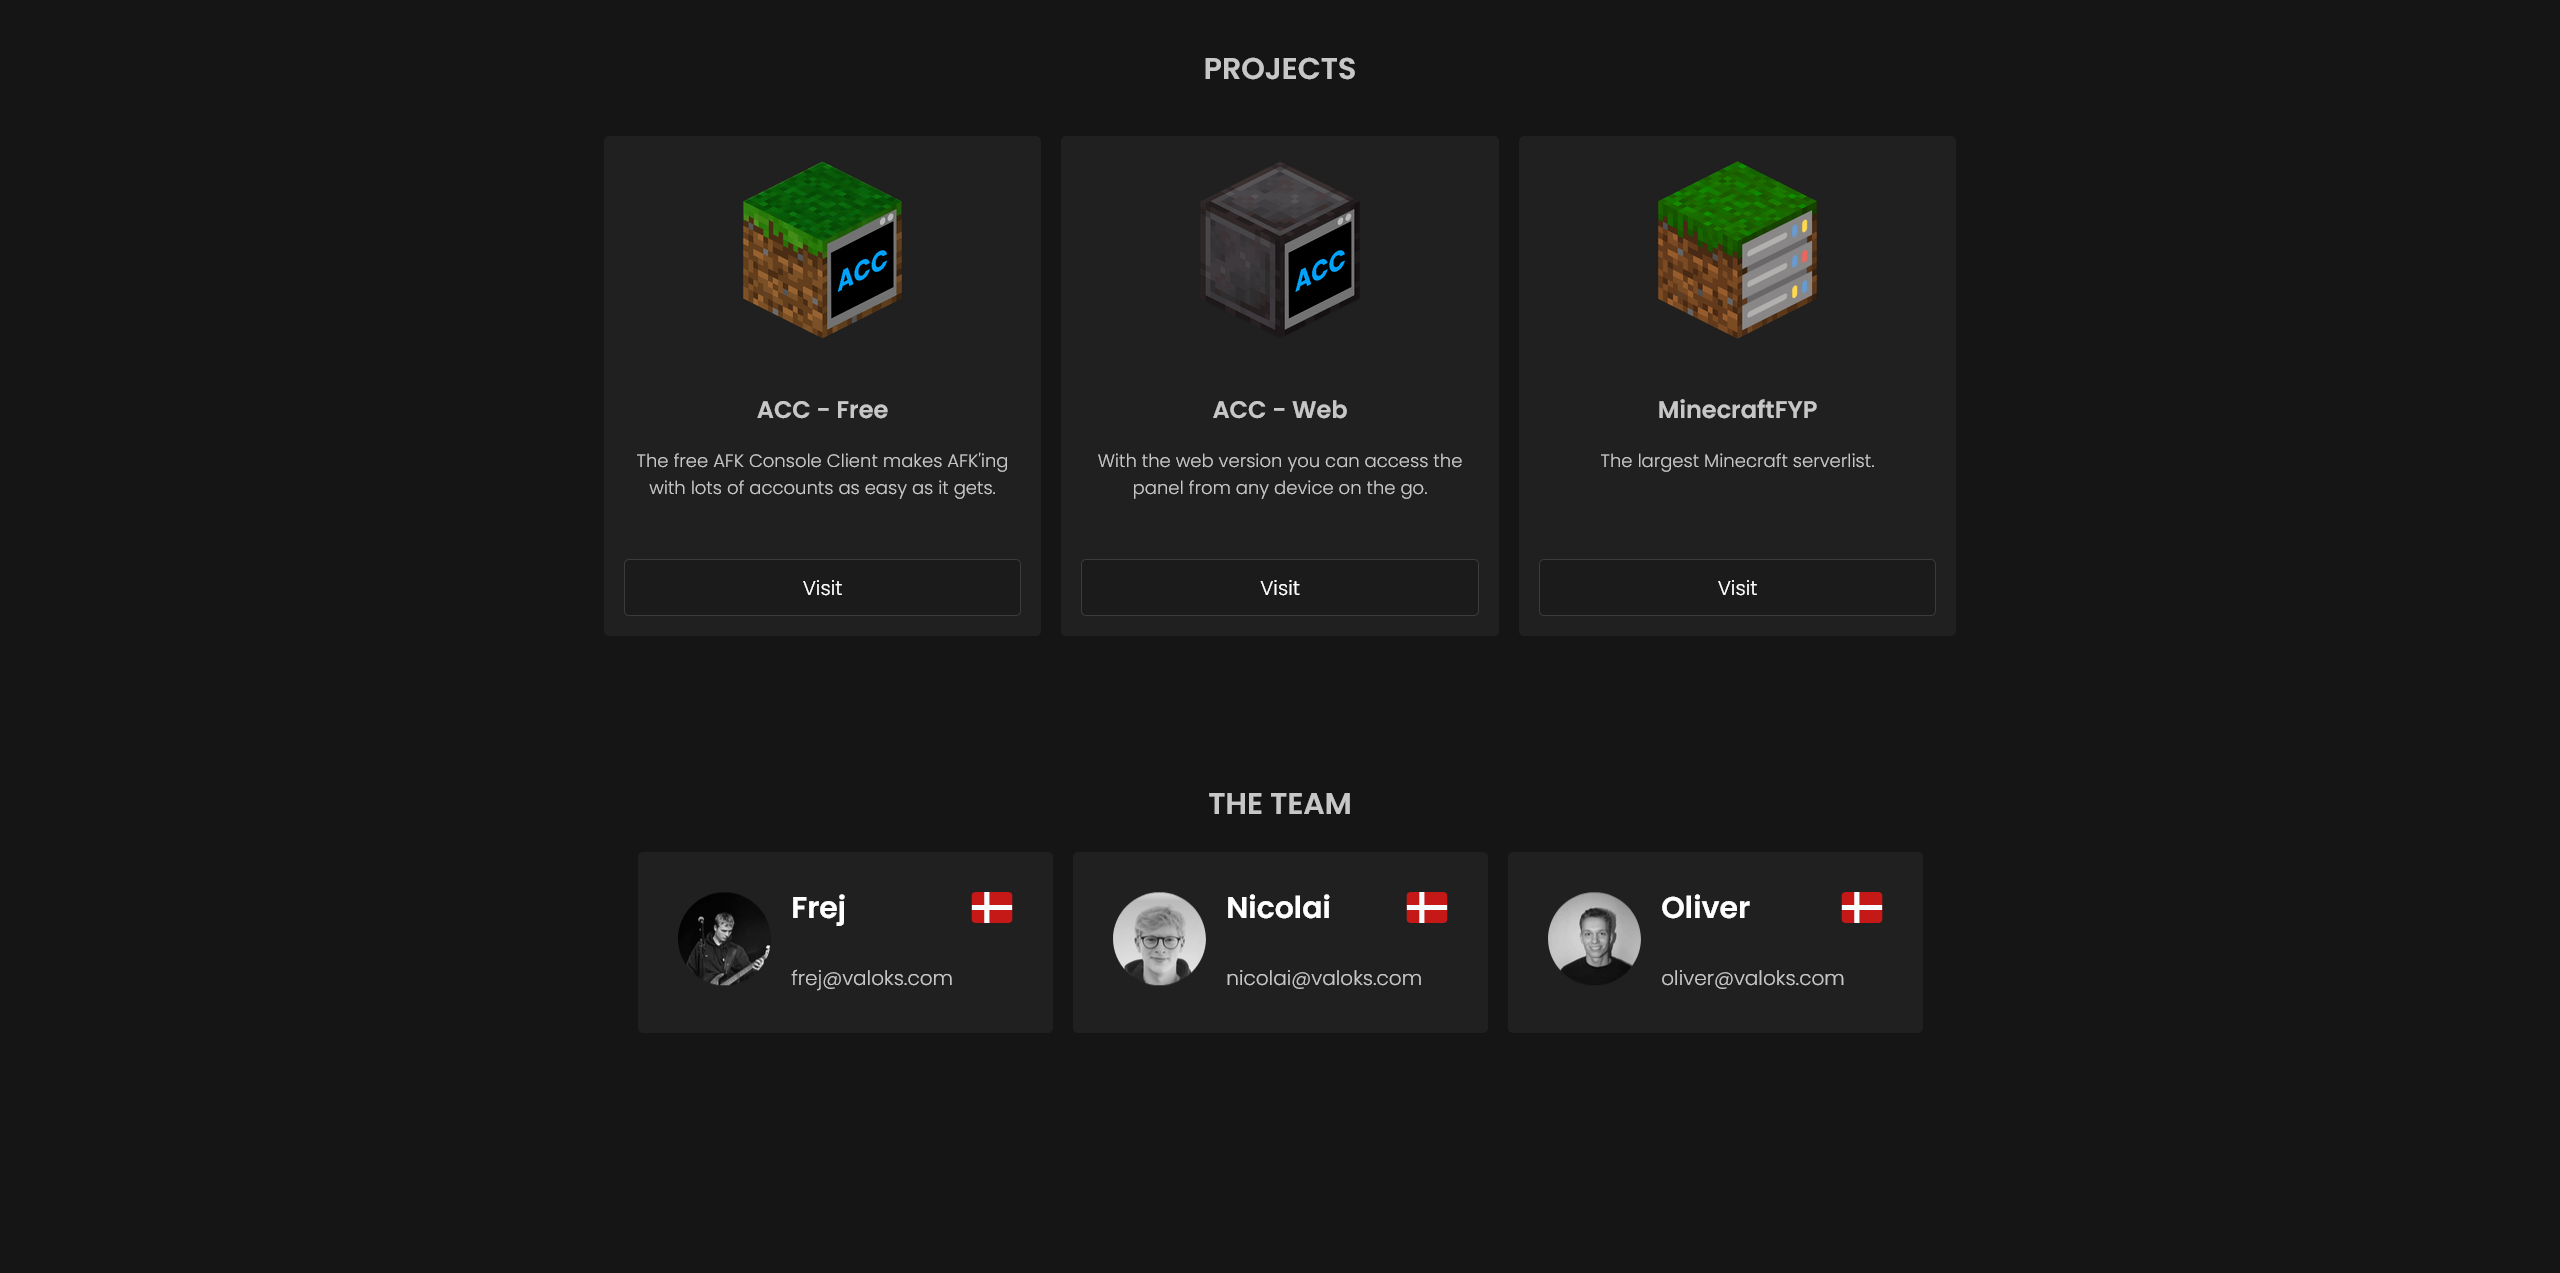 PROJECTS
ACC
ACC
ACC - Free
ACC - Web
MinecraftFYP
The free AFK Console Client makes AFK'ing
with lots of accounts as easy as it gets.
With the web version you can access the
panel from any device on the go.
The largest Minecraft serverlist.
Visit
Visit
Visit
THE TEAM
Frej
frej@valoks.com
Nicolai
nicolai@valoks.com
Oliver
oliver@valoks.com